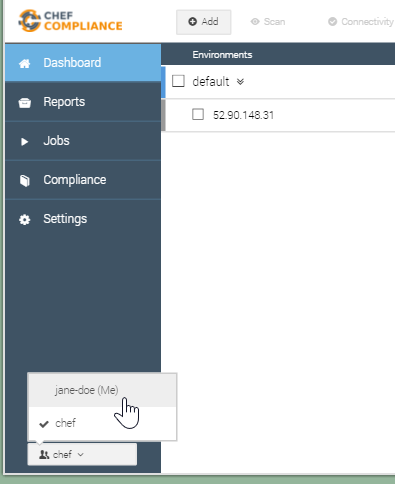 CHEF
COMPLIANCE
Add
Scan
Connectivity
Dashboard
Reports
Jobs
Compliance
Settings
Environments
default
52.90.148.31
jane-doe (Me)
chef
chef